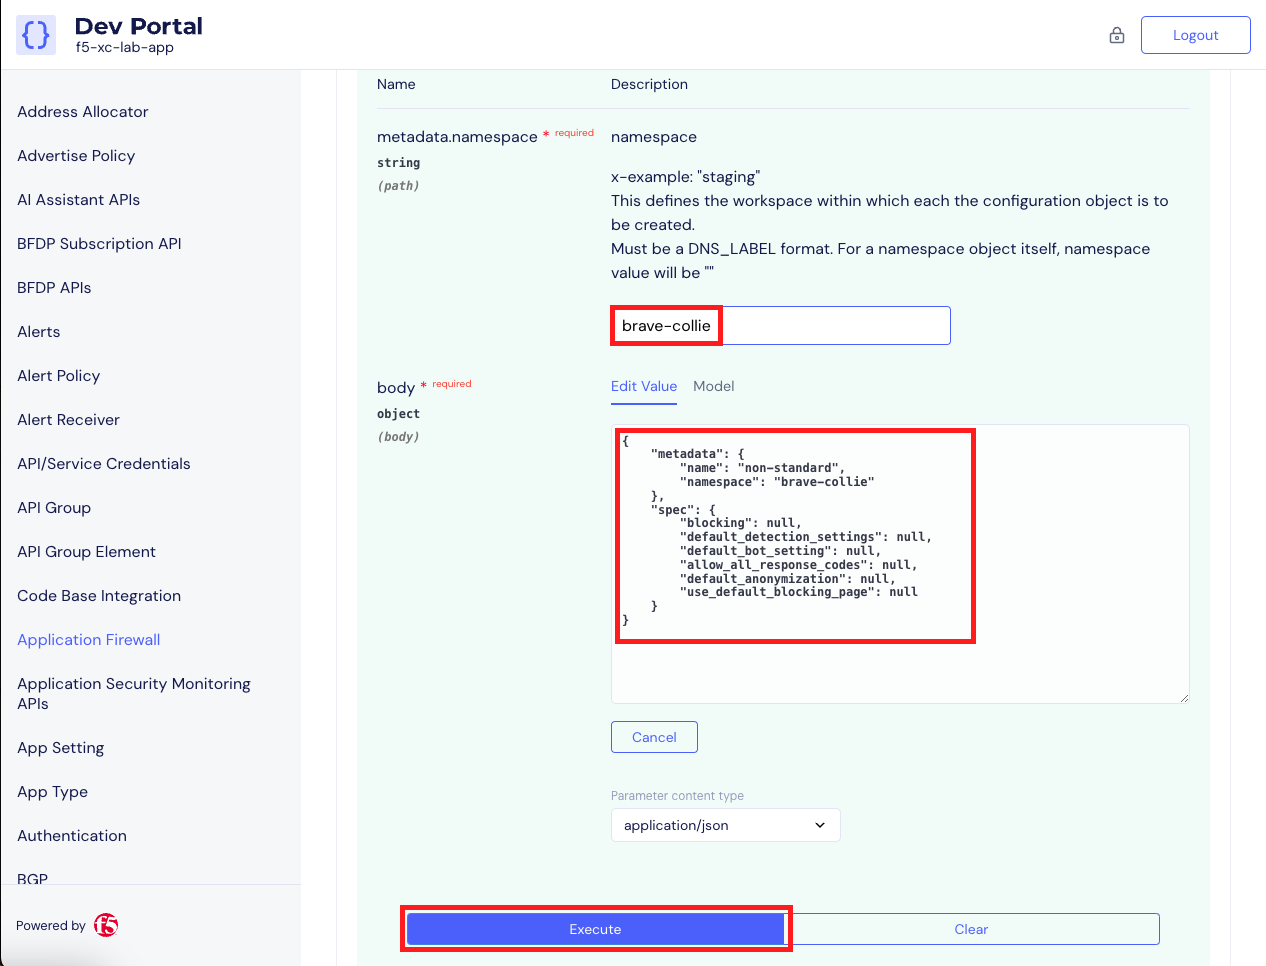 Dev Portal
f5-xc-lab-app
Logout
Address Allocator
Advertise Policy
AI Assistant APIs
BFDP Subscription API
BFDP APIs
Alerts
Alert Policy
Alert Receiver
API/Service Credentials
API Group
API Group Element
Code Base Integration
Application Firewall
Application Security Monitoring
APIs
App Setting
App Type
Authentication
BGP
Powered by f5
Name Description
metadata.namespace * required
string
(path)
namespace
x-example: "staging"
This defines the workspace within which each the configuration object is to
be created.
Must be a DNS_LABEL format. For a namespace object itself, namespace
value will be ""
brave-collie
body * required
object
(body)
Edit Value Model
{
    "metadata": {
        "name": "non-standard",
        "namespace": "brave-collie"
    },
    "spec": {
        "blocking": null,
        "default_detection_settings": null,
        "default_bot_setting": null,
        "allow_all_response_codes": null,
        "default_anonymization": null,
        "use_default_blocking_page": null
    }
}
Cancel
Parameter content type
application/json
Execute Clear